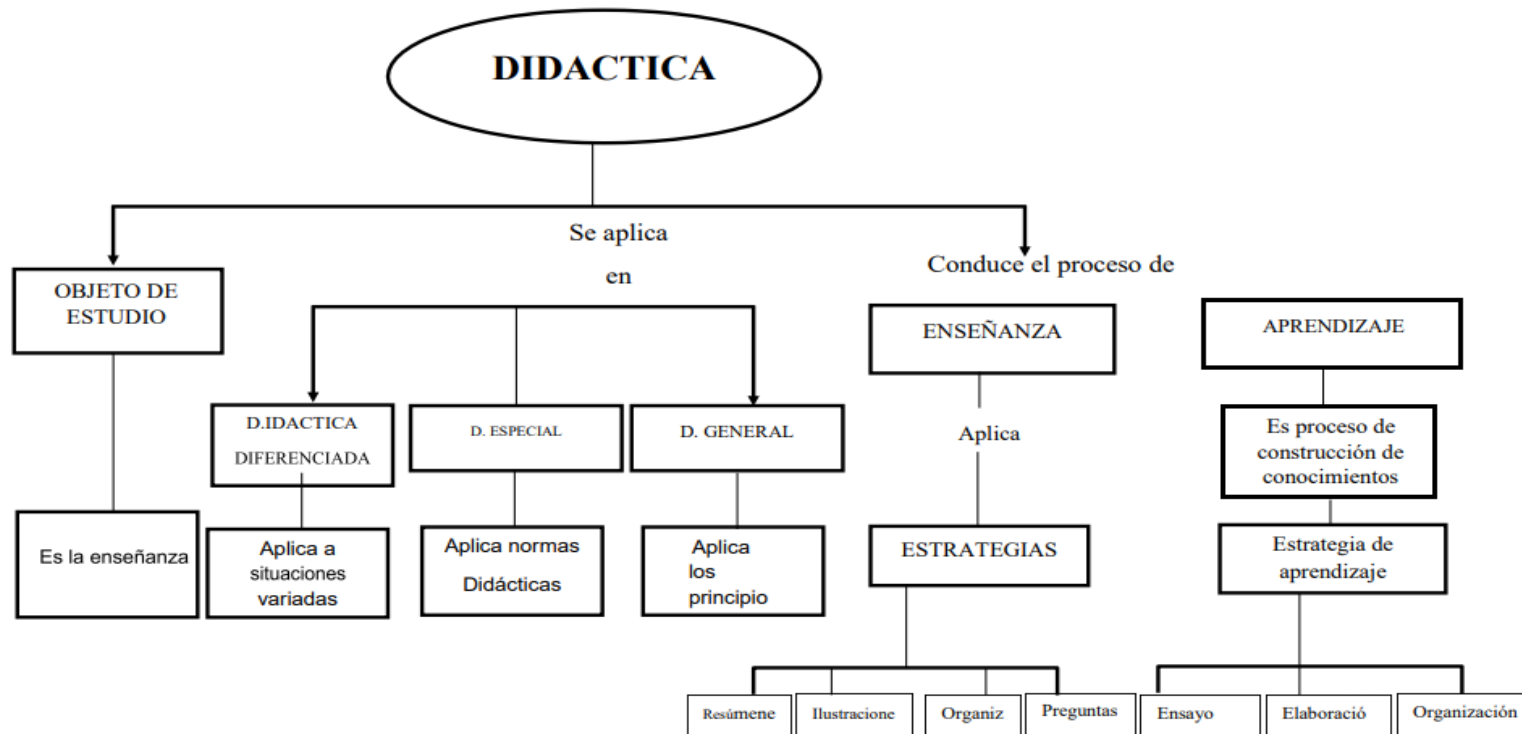 DIDACTICA
Se aplica
en
Conduce el proceso de
OBJETO DE
ESTUDIO
ENSEÑANZA
APRENDIZAJE
D.IDACTICA
DIFERENCIADA
D. ESPECIAL
D. GENERAL
Aplica
Es proceso de
construcción de
conocimientos
Es la enseñanza
Aplica a
situaciones
variadas
Aplica normas
Didácticas
Aplica
los
principio
ESTRATEGIAS
Estrategia de
aprendizaje
Resúmene
Ilustracione
Organiz
Preguntas
Ensayo
Elaboració
Organización